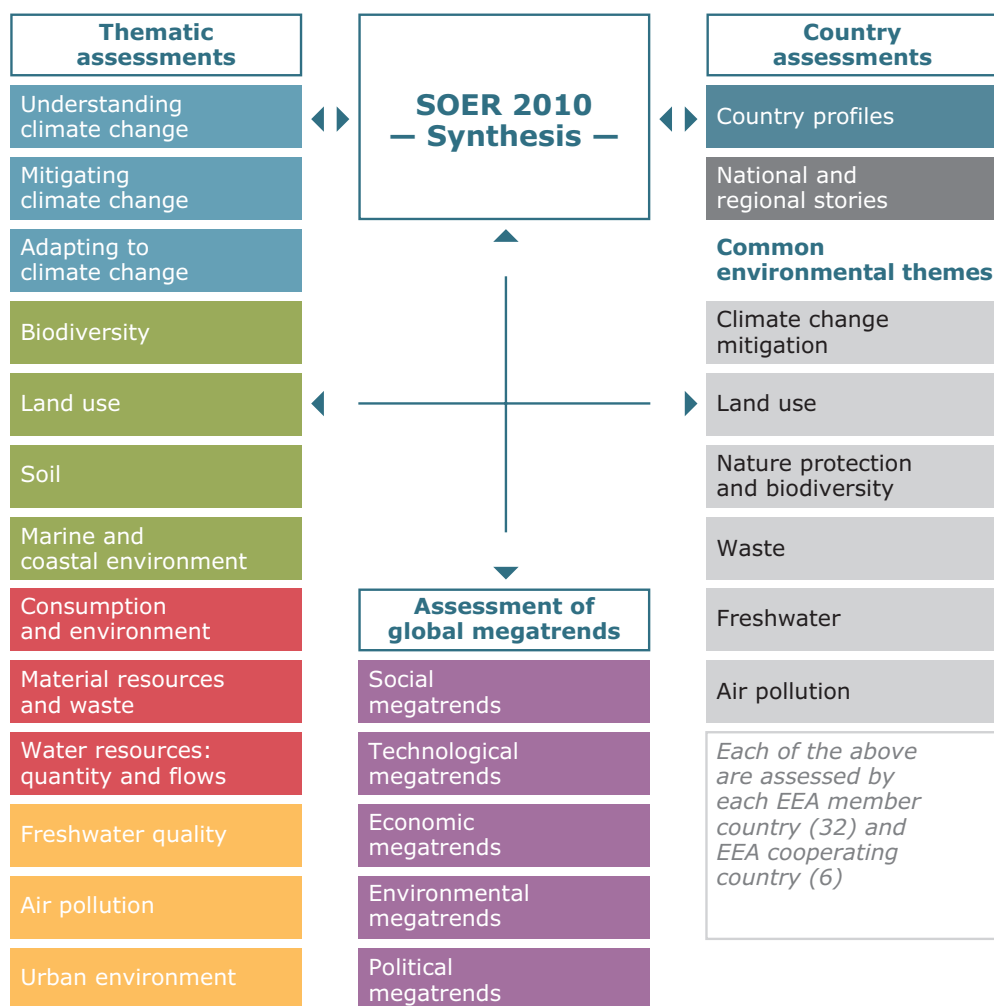 Thematic
assessments
Understanding
climate change
Mitigating
climate change
Adapting to
climate change
Biodiversity
Land use
Soil
Marine and
coastal environment
Consumption
and environment
Material resources
and waste
Water resources:
quantity and flows
Freshwater quality
Air pollution
Urban environment
SOER 2010
— Synthesis —
Assessment of
global megatrends
Social
megatrends
Technological
megatrends
Economic
megatrends
Environmental
megatrends
Political
megatrends
Country
assessments
Country profiles
National and
regional stories
Common
environmental themes
Climate change
mitigation
Land use
Nature protection
and biodiversity
Waste
Freshwater
Air pollution
Each of the above
are assessed by
each EEA member
country (32) and
EEA cooperating
country (6)